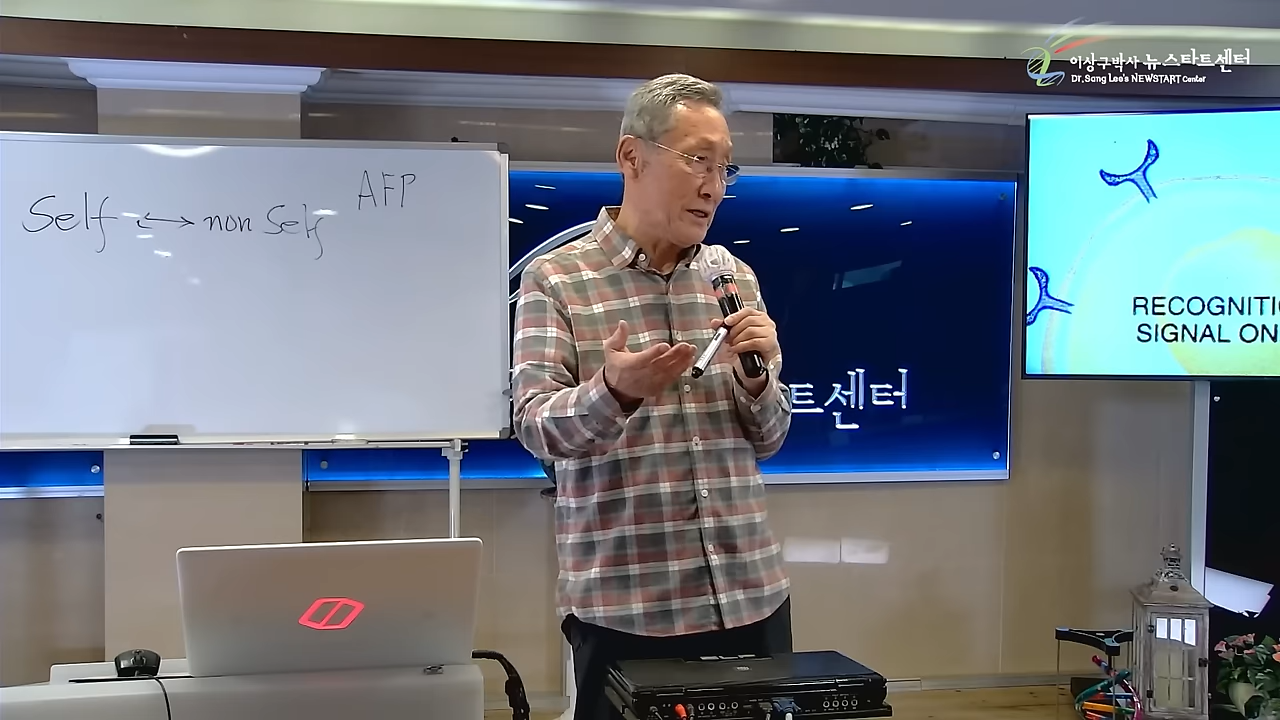 이상구박사 뉴스타트센터
Dr. Sang Lee's NEWSTART Center
AFP
Self ↔ non Self
RECOGNITI
SIGNAL ON
트센터